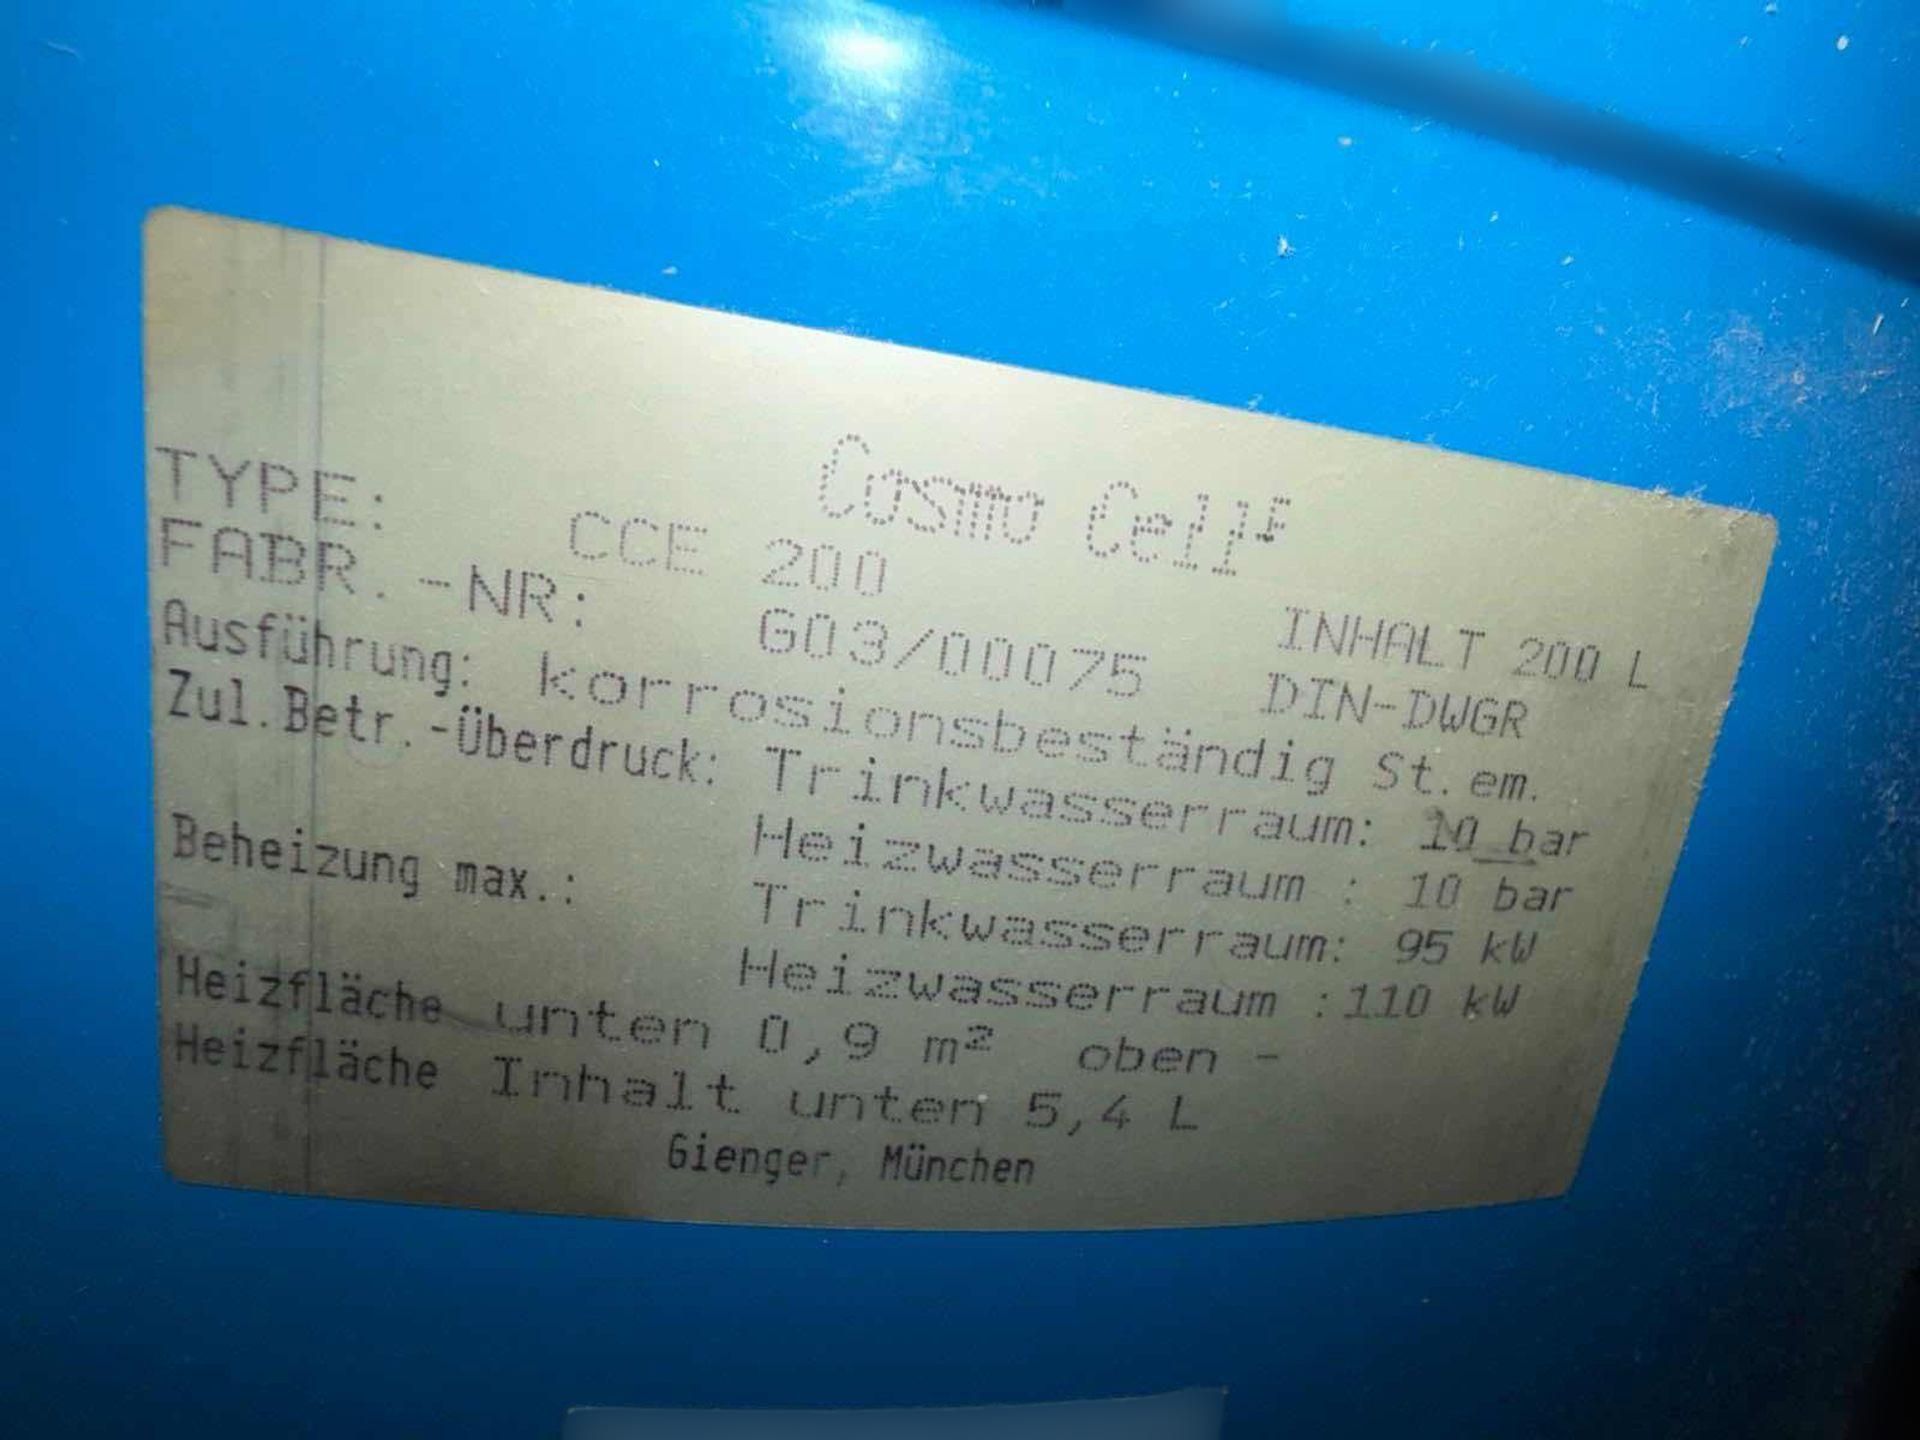 Cosmo Cell E
TYPE: CCE 200 INHALT 200 L
FABR.-NR: G03/00075 DIN-DWGR
Ausführung: korrosionsbeständig St.em.
Zul.Betr.-Überdruck: Trinkwasserraum: 10 bar
Heizwasserraum : 10 bar
Beheizung max.: Trinkwasserraum: 95 kW
Heizwasserraum :110 kW
Heizfläche unten 0,9 m² oben -
Heizfläche Inhalt unten 5,4 L
Gienger, München